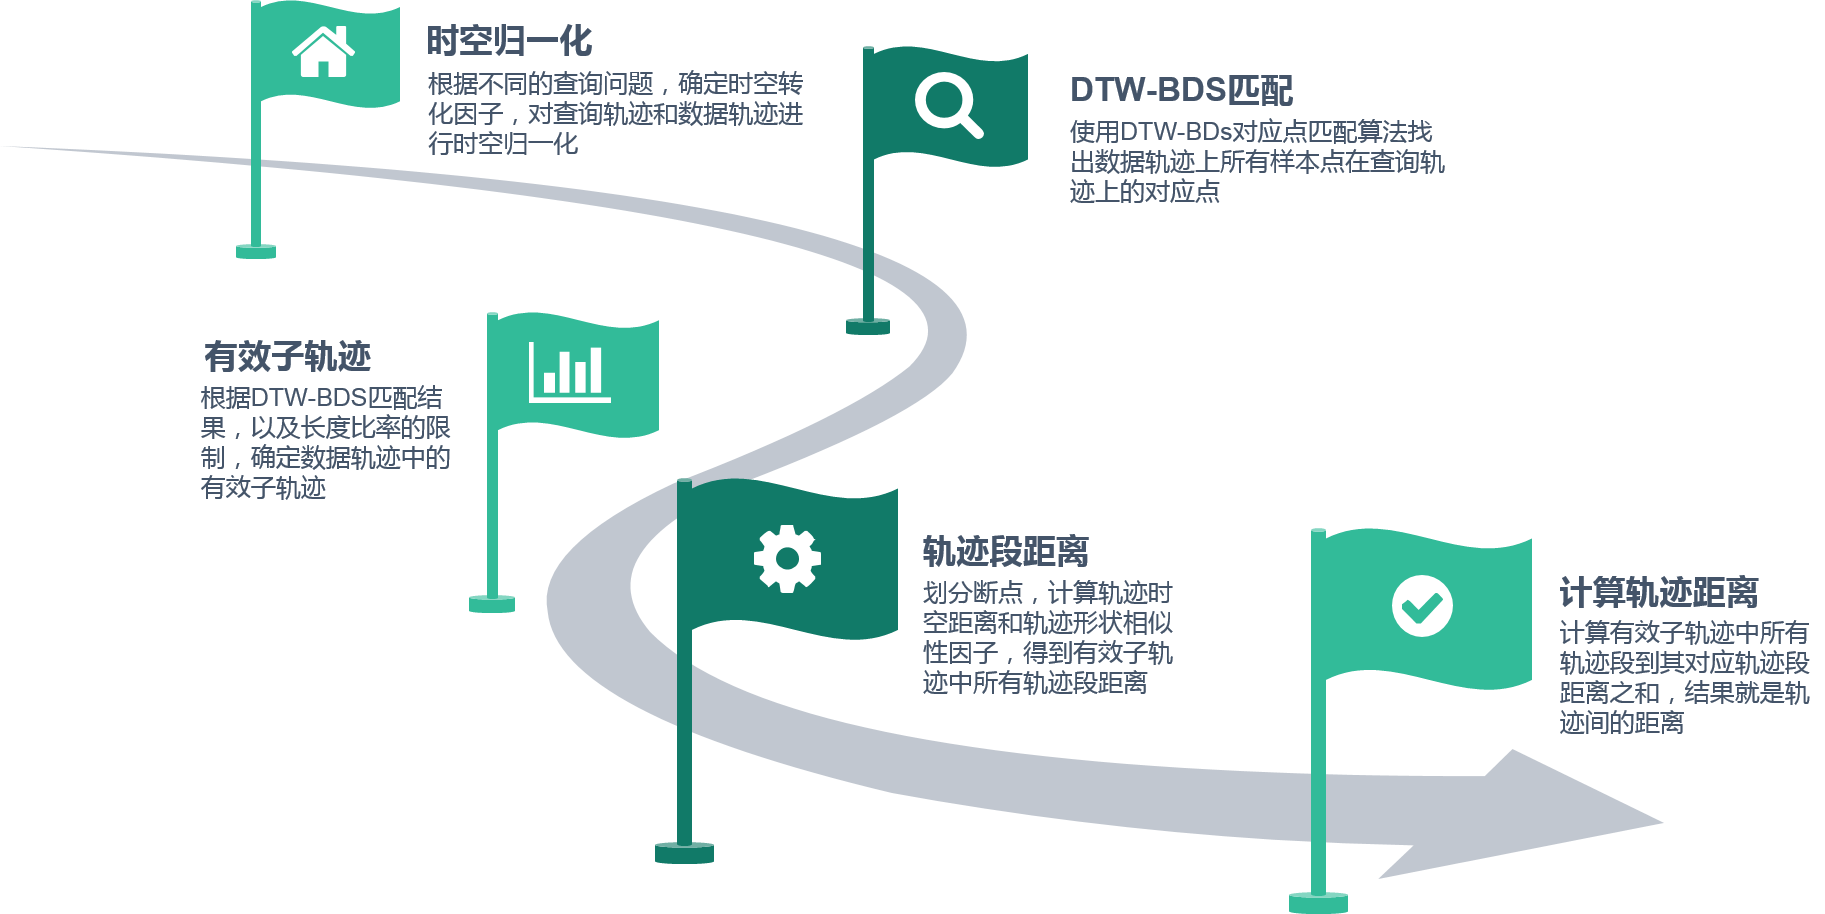 时空归一化
根据不同的查询问题，确定时空转
化因子，对查询轨迹和数据轨迹进
行时空归一化
DTW-BDS匹配
使用DTW-BDs对应点匹配算法找
出数据轨迹上所有样本点在查询轨
迹上的对应点
有效子轨迹
根据DTW-BDS匹配结
果，以及长度比率的限
制，确定数据轨迹中的
有效子轨迹
轨迹段距离
划分断点，计算轨迹时
空距离和轨迹形状相似
性因子，得到有效子轨
迹中所有轨迹段距离
计算轨迹距离
计算有效子轨迹中所有
轨迹段到其对应轨迹段
距离之和，结果就是轨
迹间的距离